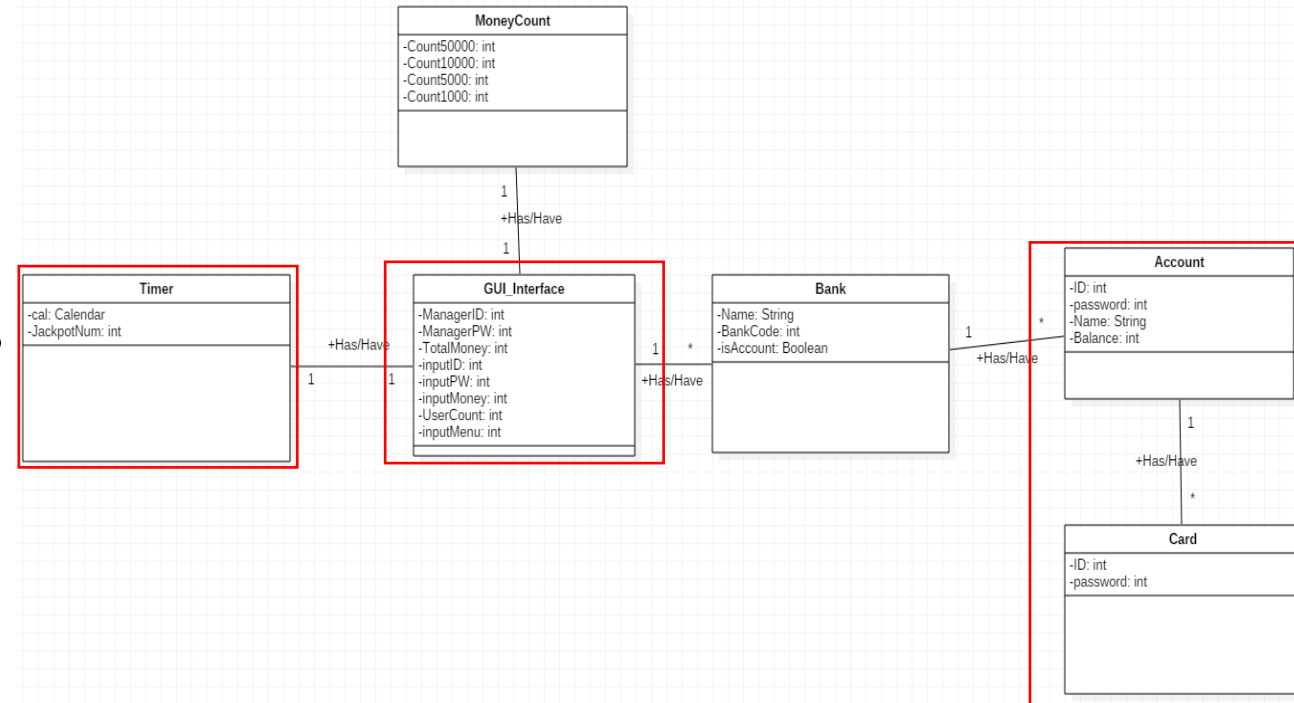 MoneyCount
-Count50000: int
-Count10000: int
-Count5000: int
-Count1000: int
1
+Has/Have
1
Timer
-cal: Calendar
-JackpotNum: int
+Has/Have
1
1
GUI_Interface
-ManagerID: int
-ManagerPW: int
-TotalMoney: int
-inputID: int
-inputPW: int
-inputMoney: int
-UserCount: int
-inputMenu: int
1
*
+Has/Have
Bank
-Name: String
-BankCode: int
-isAccount: Boolean
1
*
+Has/Have
Account
-ID: int
-password: int
-Name: String
-Balance: int
1
+Has/Have
*
Card
-ID: int
-password: int